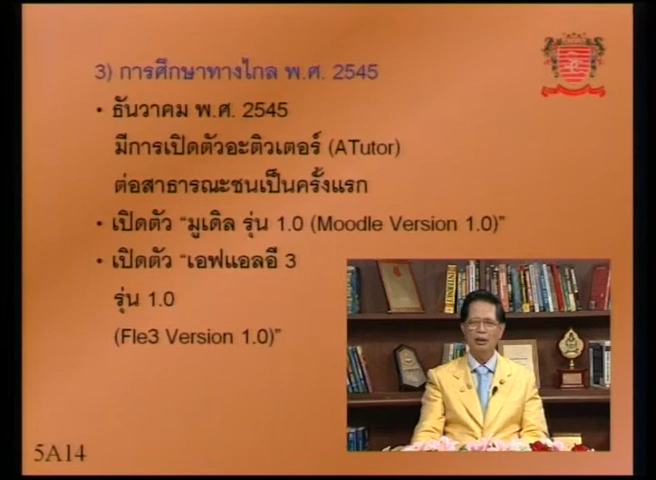 3) การศึกษาทางไกล พ.ศ. 2545
• ธันวาคม พ.ศ. 2545
มีการเปิดตัวอะติวเตอร์ (ATutor)
ต่อสาธารณะชนเป็นครั้งแรก
• เปิดตัว “มูเดิล รุ่น 1.0 (Moodle Version 1.0)”
• เปิดตัว “เอฟแอลอี 3
รุ่น 1.0
(Fle3 Version 1.0)”
5A14